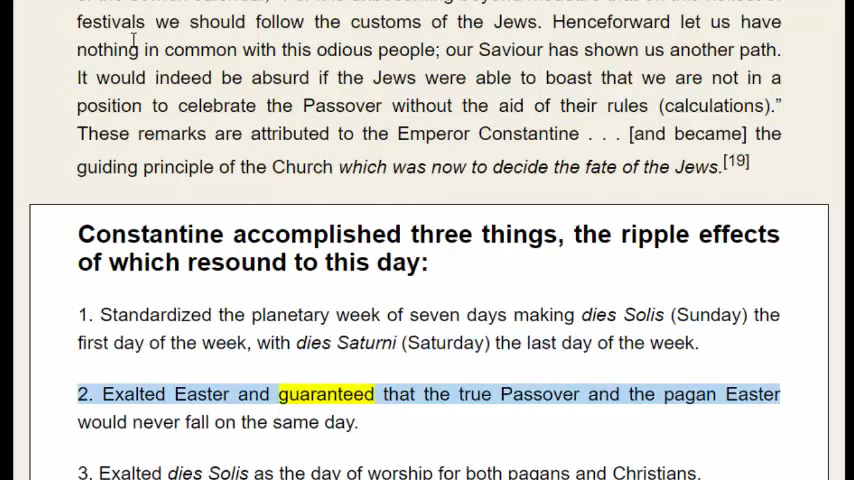 festivals we should follow the customs of the Jews. Henceforward let us have
nothing in common with this odious people; our Saviour has shown us another path.
It would indeed be absurd if the Jews were able to boast that we are not in a
position to celebrate the Passover without the aid of their rules (calculations).”
These remarks are attributed to the Emperor Constantine . . . [and became] the
guiding principle of the Church which was now to decide the fate of the Jews.[19]
Constantine accomplished three things, the ripple effects
of which resound to this day:
1. Standardized the planetary week of seven days making dies Solis (Sunday) the
first day of the week, with dies Saturni (Saturday) the last day of the week.
2. Exalted Easter and guaranteed that the true Passover and the pagan Easter
would never fall on the same day.
3. Exalted dies Solis as the day of worship for both pagans and Christians.